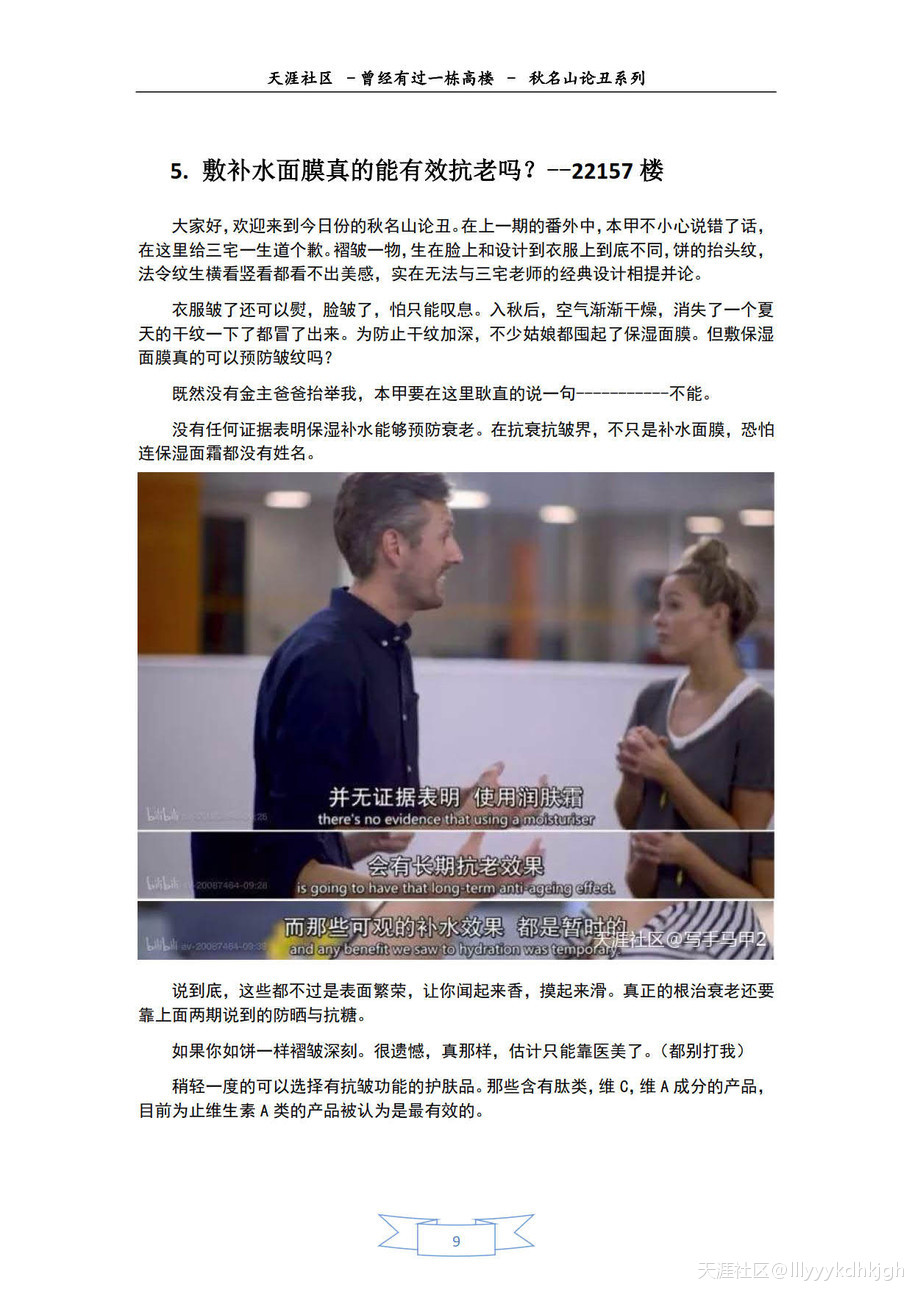 天涯社区 -曾经有过一栋高楼 - 秋名山论丑系列
5. 敷补水面膜真的能有效抗老吗？--22157 楼
大家好，欢迎来到今日份的秋名山论丑。在上一期的番外中，本甲不小心说错了话，
在这里给三宅一生道个歉。褶皱一物，生在脸上和设计到衣服上到底不同，饼的抬头纹，
法令纹生横看竖看都看不出美感，实在无法与三宅老师的经典设计相提并论。
衣服皱了还可以熨，脸皱了，怕只能叹息。入秋后，空气渐渐干燥，消失了一个夏
天的干纹一下了都冒了出来。为防止干纹加深，不少姑娘都囤起了保湿面膜。但敷保湿
面膜真的可以预防皱纹吗？
既然没有金主爸爸抬举我，本甲要在这里耿直的说一句-----------不能。
没有任何证据表明保湿补水能够预防衰老。在抗衰抗皱界，不只是补水面膜，恐怕
连保湿面霜都没有姓名。
并无证据表明 使用润肤霜
there's no evidence that using a moisturiser
bilibili
会有长期抗老效果
is going to have that long-term anti-ageing effect.
bilibili av-20087464-09:28
而那些可观的补水效果 都是暂时的
and any benefit we saw to hydration was temporary.
bilibili av-20087464-09:39
天涯社区@写手马甲2
说到底，这些都不过是表面繁荣，让你闻起来香，摸起来滑。真正的根治衰老还要
靠上面两期说到的防晒与抗糖。
如果你如饼一样褶皱深刻。很遗憾，真那样，估计只能靠医美了。（都别打我）
稍轻一度的可以选择有抗皱功能的护肤品。那些含有肽类，维 C，维 A 成分的产品，
目前为止维生素 A 类的产品被认为是最有效的。
9
天涯社区@lllyyykdhkjgh